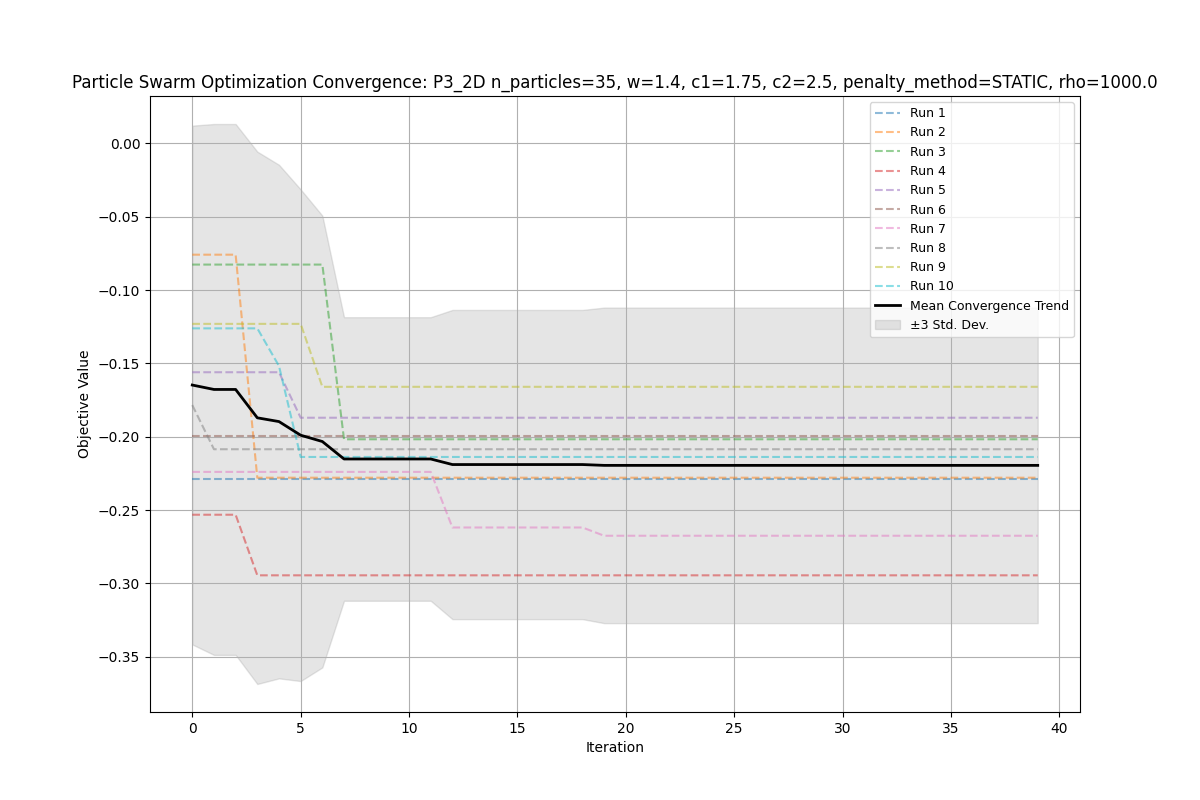 Particle Swarm Optimization Convergence: P3_2D n_particles=35, w=1.4, c1=1.75, c2=2.5, penalty_method=STATIC, rho=1000.0
Run 1
Run 2
Run 3
Run 4
Run 5
Run 6
Run 7
Run 8
Run 9
Run 10
Mean Convergence Trend
±3 Std. Dev.
Objective Value
0.00
−0.05
−0.10
−0.15
−0.20
−0.25
−0.30
−0.35
0 5 10 15 20 25 30 35 40
Iteration